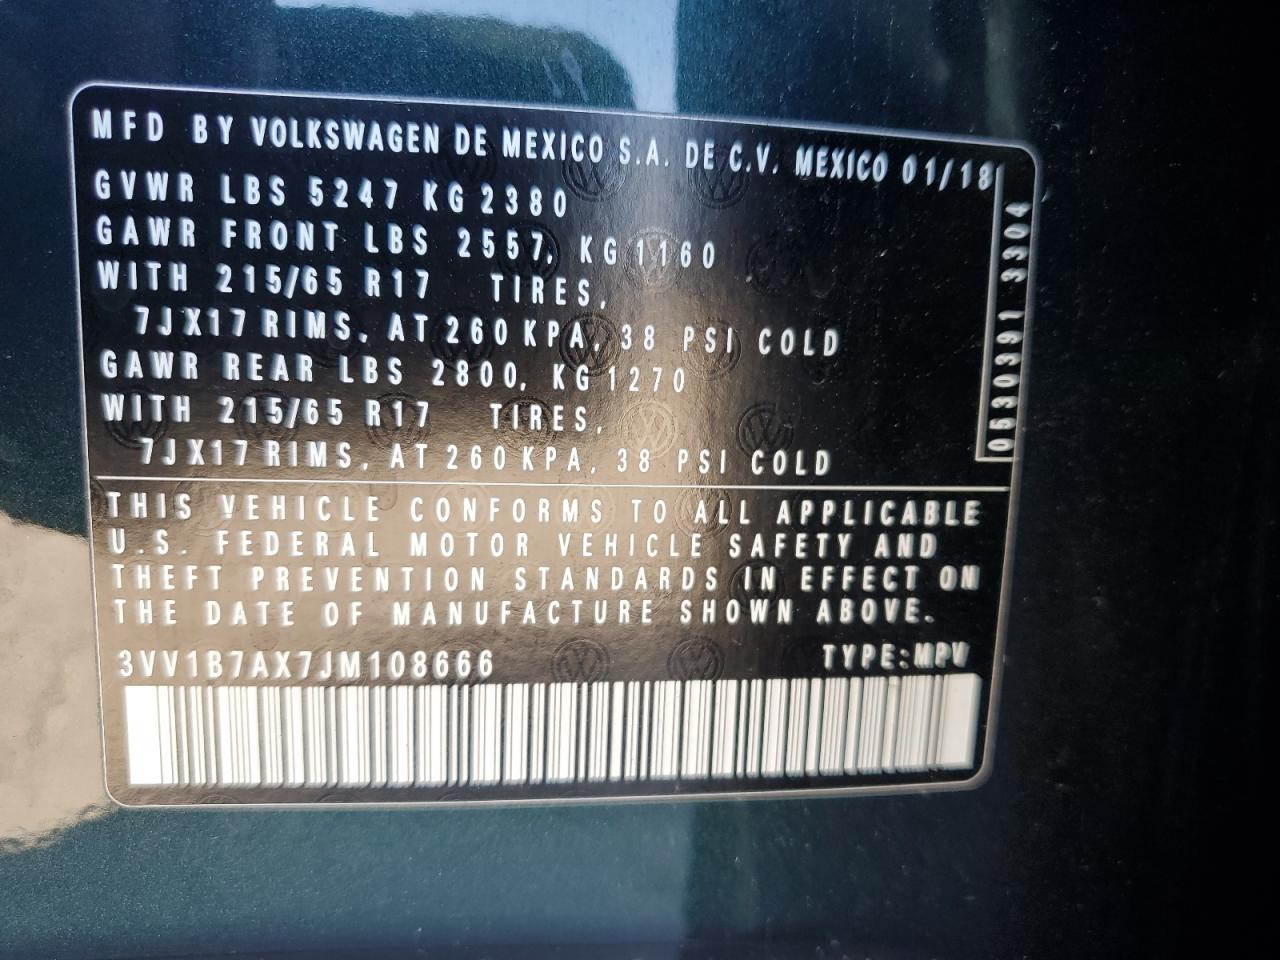 MFD BY VOLKSWAGEN DE MEXICO S.A. DE C.V. MEXICO 01/18
GVWR LBS 5247 KG 2380
GAWR FRONT LBS 2557, KG 1160
WITH 215/65 R17 TIRES,
7JX17 RIMS, AT 260 KPA, 38 PSI COLD
GAWR REAR LBS 2800, KG 1270
WITH 215/65 R17 TIRES,
7JX17 RIMS, AT 260 KPA, 38 PSI COLD
0530391 3304
THIS VEHICLE CONFORMS TO ALL APPLICABLE
U.S. FEDERAL MOTOR VEHICLE SAFETY AND
THEFT PREVENTION STANDARDS IN EFFECT ON
THE DATE OF MANUFACTURE SHOWN ABOVE.
3VV1B7AX7JM108666 TYPE:MPV